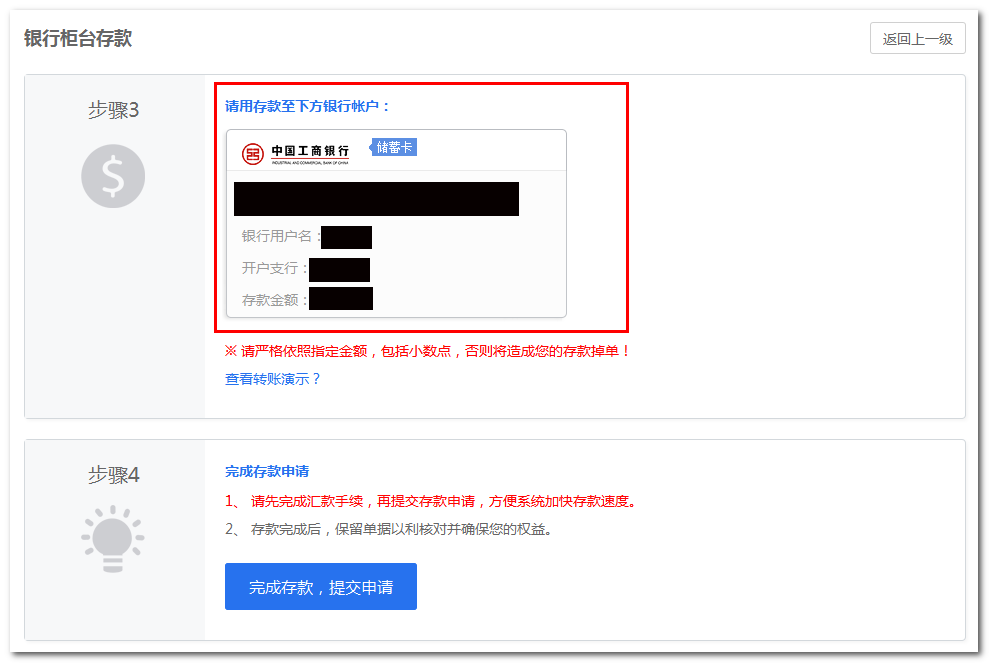 银行柜台存款
返回上一级
步骤3
请用存款至下方银行帐户：
中国工商银行
INDUSTRIAL AND COMMERCIAL BANK OF CHINA
储蓄卡
银行用户名：
开户支行：
存款金额：
※ 请严格依照指定金额，包括小数点，否则将造成您的存款掉单！
查看转账演示？
步骤4
完成存款申请
1、 请先完成汇款手续，再提交存款申请，方便系统加快存款速度。
2、 存款完成后，保留单据以利核对并确保您的权益。
完成存款，提交申请